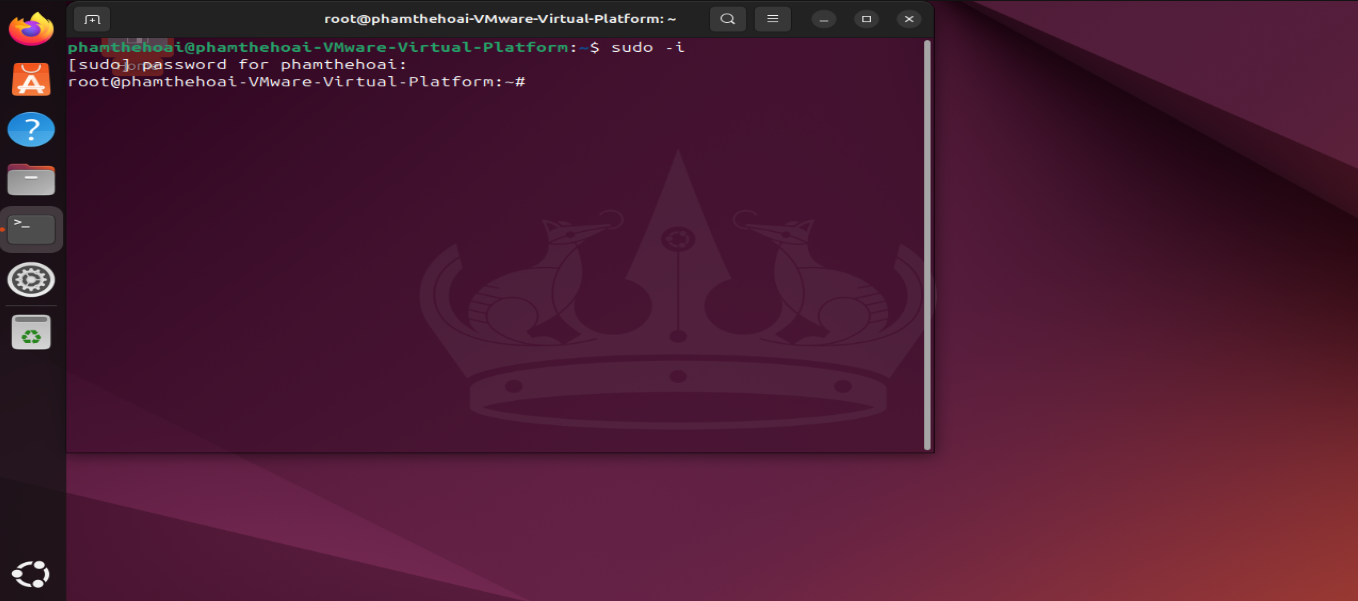 root@phamthehoai-VMware-Virtual-Platform: ~
phamthehoai@phamthehoai-VMware-Virtual-Platform:~$ sudo -i
[sudo] password for phamthehoai:
root@phamthehoai-VMware-Virtual-Platform:~#
Home